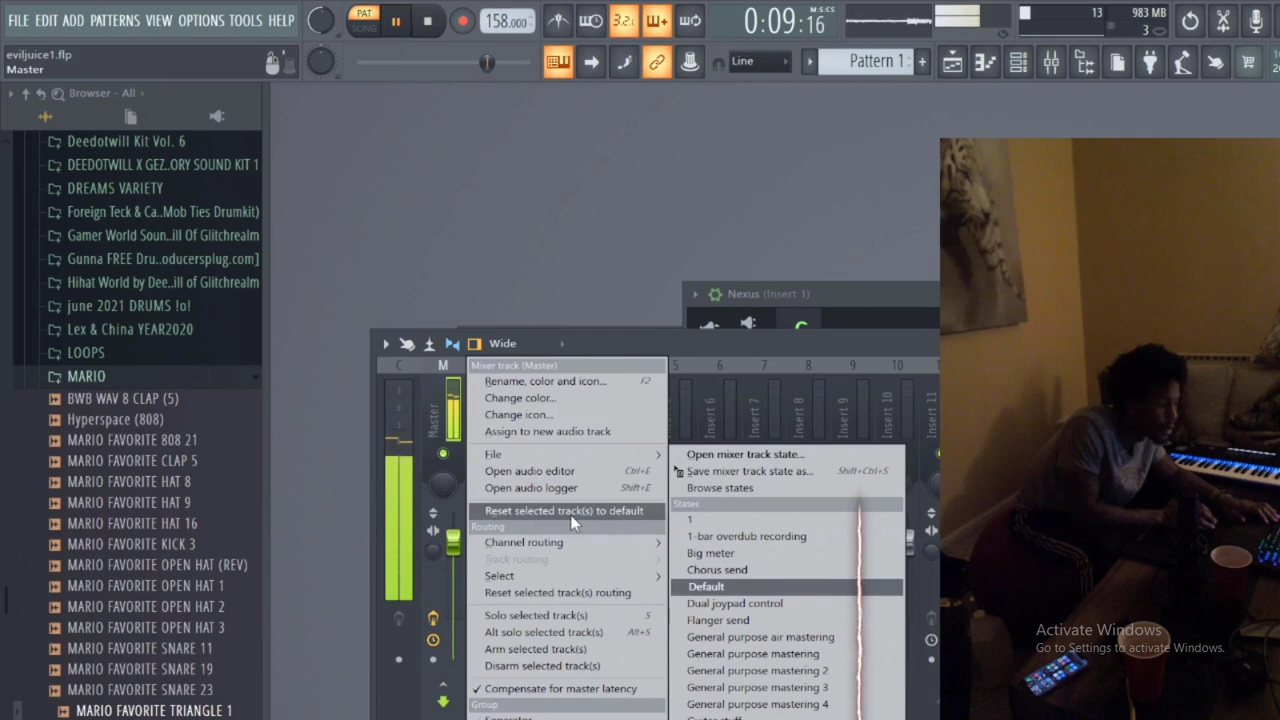 FILE EDIT ADD PATTERNS VIEW OPTIONS TOOLS HELP
PAT
SONG
158.000
3.2.
0:09:16
M:S:CS
13
983 MB
3
eviljuice1.flp
Master
Line
Pattern 1
Browser - All
Deedotwill Kit Vol. 6
DEEDOTWILL X GEZ..ORY SOUND KIT 1
DREAMS VARIETY
Foreign Teck & Ca..Mob Ties Drumkit)
Gamer World Soun..ill Of Glitchrealm
Gunna FREE Dru..oducersplug.com]
Hihat World by Dee..ill of Glitchrealm
june 2021 DRUMS !o!
Lex & China YEAR2020
LOOPS
MARIO
BWB WAV 8 CLAP (5)
Hyperspace (808)
MARIO FAVORITE 808 21
MARIO FAVORITE CLAP 5
MARIO FAVORITE HAT 8
MARIO FAVORITE HAT 9
MARIO FAVORITE HAT 16
MARIO FAVORITE KICK 3
MARIO FAVORITE OPEN HAT (REV)
MARIO FAVORITE OPEN HAT 1
MARIO FAVORITE OPEN HAT 2
MARIO FAVORITE OPEN HAT 3
MARIO FAVORITE SNARE 11
MARIO FAVORITE SNARE 19
MARIO FAVORITE SNARE 23
MARIO FAVORITE TRIANGLE 1
Nexus (Insert 1)
Wide
C M
5 6 7 8 9 10
Master
Insert 6
Insert 7
Insert 8
Insert 9
Insert 10
Insert 11
Mixer track (Master)
Rename, color and icon... F2
Change color...
Change icon...
Assign to new audio track
File
Open audio editor Ctrl+E
Open audio logger Shift+E
Reset selected track(s) to default
Routing
Channel routing
Track routing
Select
Reset selected track(s) routing
Solo selected track(s) S
Alt solo selected track(s) Alt+S
Arm selected track(s)
Disarm selected track(s)
✓ Compensate for master latency
Group
Separator
Open mixer track state...
Save mixer track state as... Shift+Ctrl+S
Browse states
States
1
1-bar overdub recording
Big meter
Chorus send
Default
Dual joypad control
Flanger send
General purpose air mastering
General purpose mastering
General purpose mastering 2
General purpose mastering 3
General purpose mastering 4
Guitar stuff
Activate Windows
Go to Settings to activate Windows.